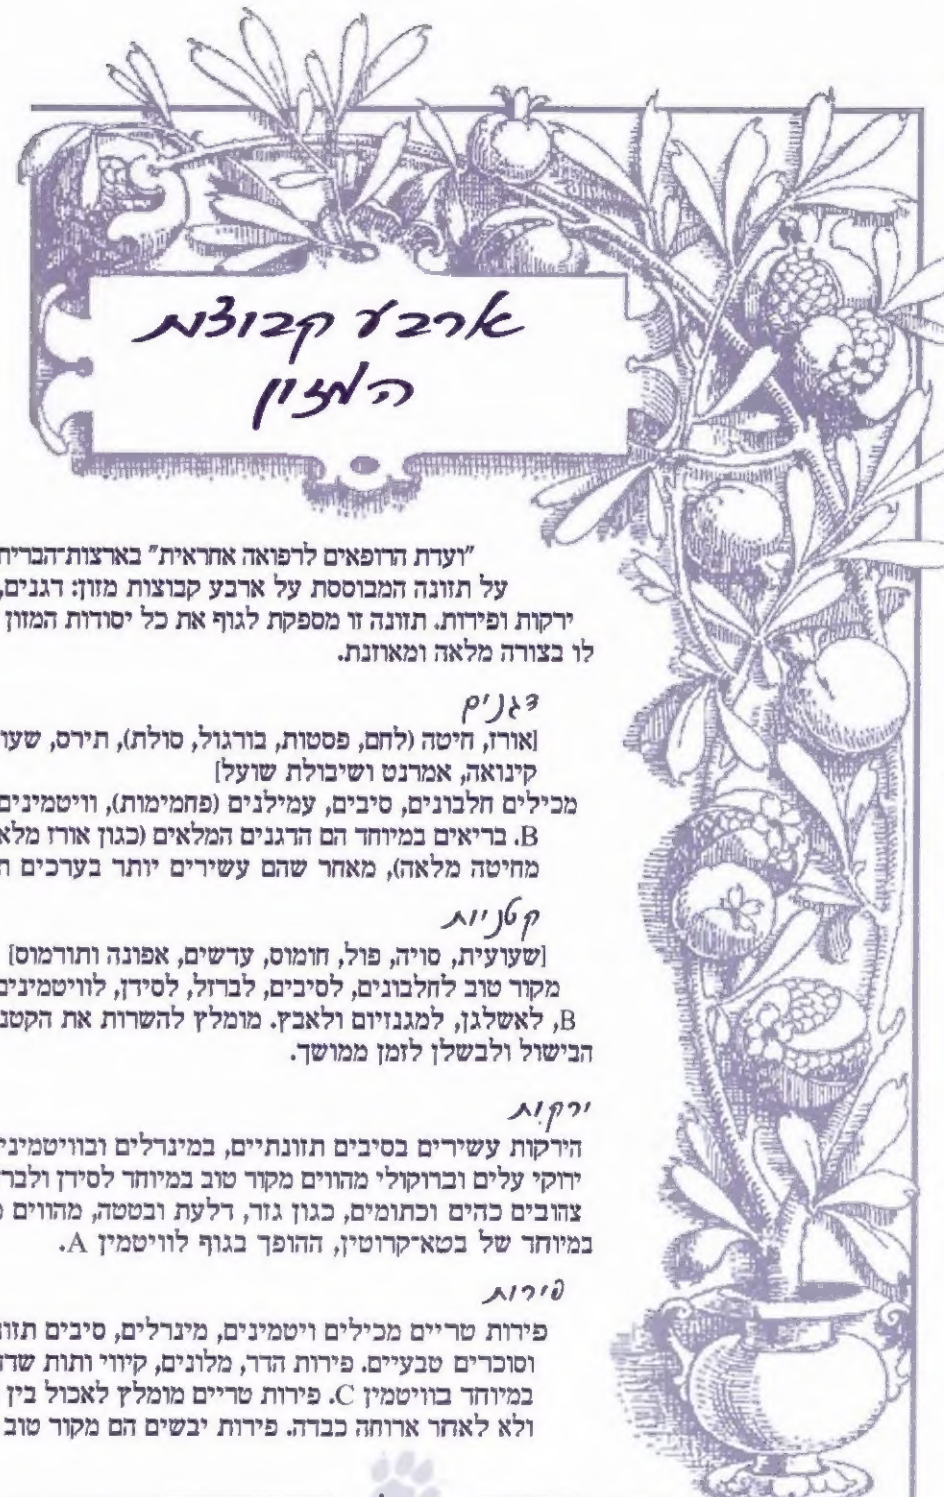 ארבע קבוצות
המזון
"ועדת הרופאים לרפואה אחראית" בארצות־הברית
על תזונה המבוססת על ארבע קבוצות מזון: דגנים,
ירקות ופירות. תזונה זו מספקת לגוף את כל יסודות המזון
לו בצורה מלאה ומאוזנת.
דגנים
[אורז, חיטה (לחם, פסטות, בורגול, סולת), תירס, שעו
קינואה, אמרנט ושיבולת שועל]
מכילים חלבונים, סיבים, עמילנים (פחמימות), וויטמינים
B. בריאים במיוחד הם הדגנים המלאים (כגון אורז מלא
מחיטה מלאה), מאחר שהם עשירים יותר בערכים ת
קטניות
[שעועית, סויה, פול, חומוס, עדשים, אפונה ותורמוס]
מקור טוב לחלבונים, לסיבים, לברזל, לסידן, לוויטמינים
B, לאשלגן, למגנזיום ולאבץ. מומלץ להשרות את הקטנ
הבישול ולבשלן לזמן ממושך.
ירקות
הירקות עשירים בסיבים תזונתיים, במינרלים ובוויטמיני
ירוקי עלים וברוקולי מהווים מקור טוב במיוחד לסידן ולבר
צהובים כהים וכתומים, כגון גזר, דלעת ובטטה, מהווים מ
במיוחד של בטא־קרוטין, ההופך בגוף לוויטמין A.
פירות
פירות טריים מכילים ויטמינים, מינרלים, סיבים תזונ
וסוכרים טבעיים. פירות הדר, מלונים, קיווי ותות שדה
במיוחד בוויטמין C. פירות טריים מומלץ לאכול בין
ולא לאחר ארוחה כבדה. פירות יבשים הם מקור טוב